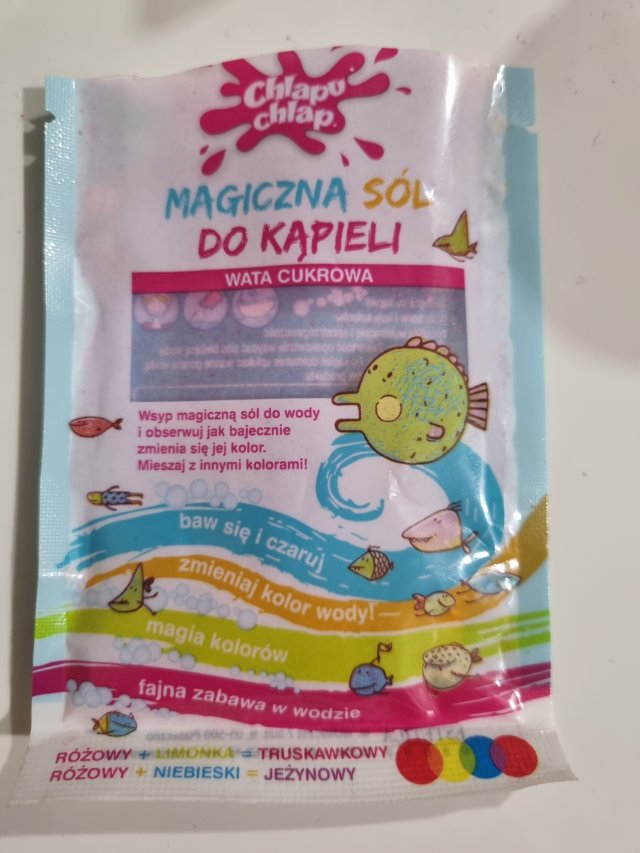 Chlapu
chlap.
MAGICZNA SÓL
DO KĄPIELI
WATA CUKROWA
Wsyp magiczną sól do wody
i obserwuj jak bajecznie
zmienia się jej kolor.
Mieszaj z innymi kolorami!
baw się i czaruj
zmieniaj kolor wody!
magia kolorów
fajna zabawa w wodzie
RÓŻOWY + LIMONKA = TRUSKAWKOWY
RÓŻOWY + NIEBIESKI = JEŻYNOWY